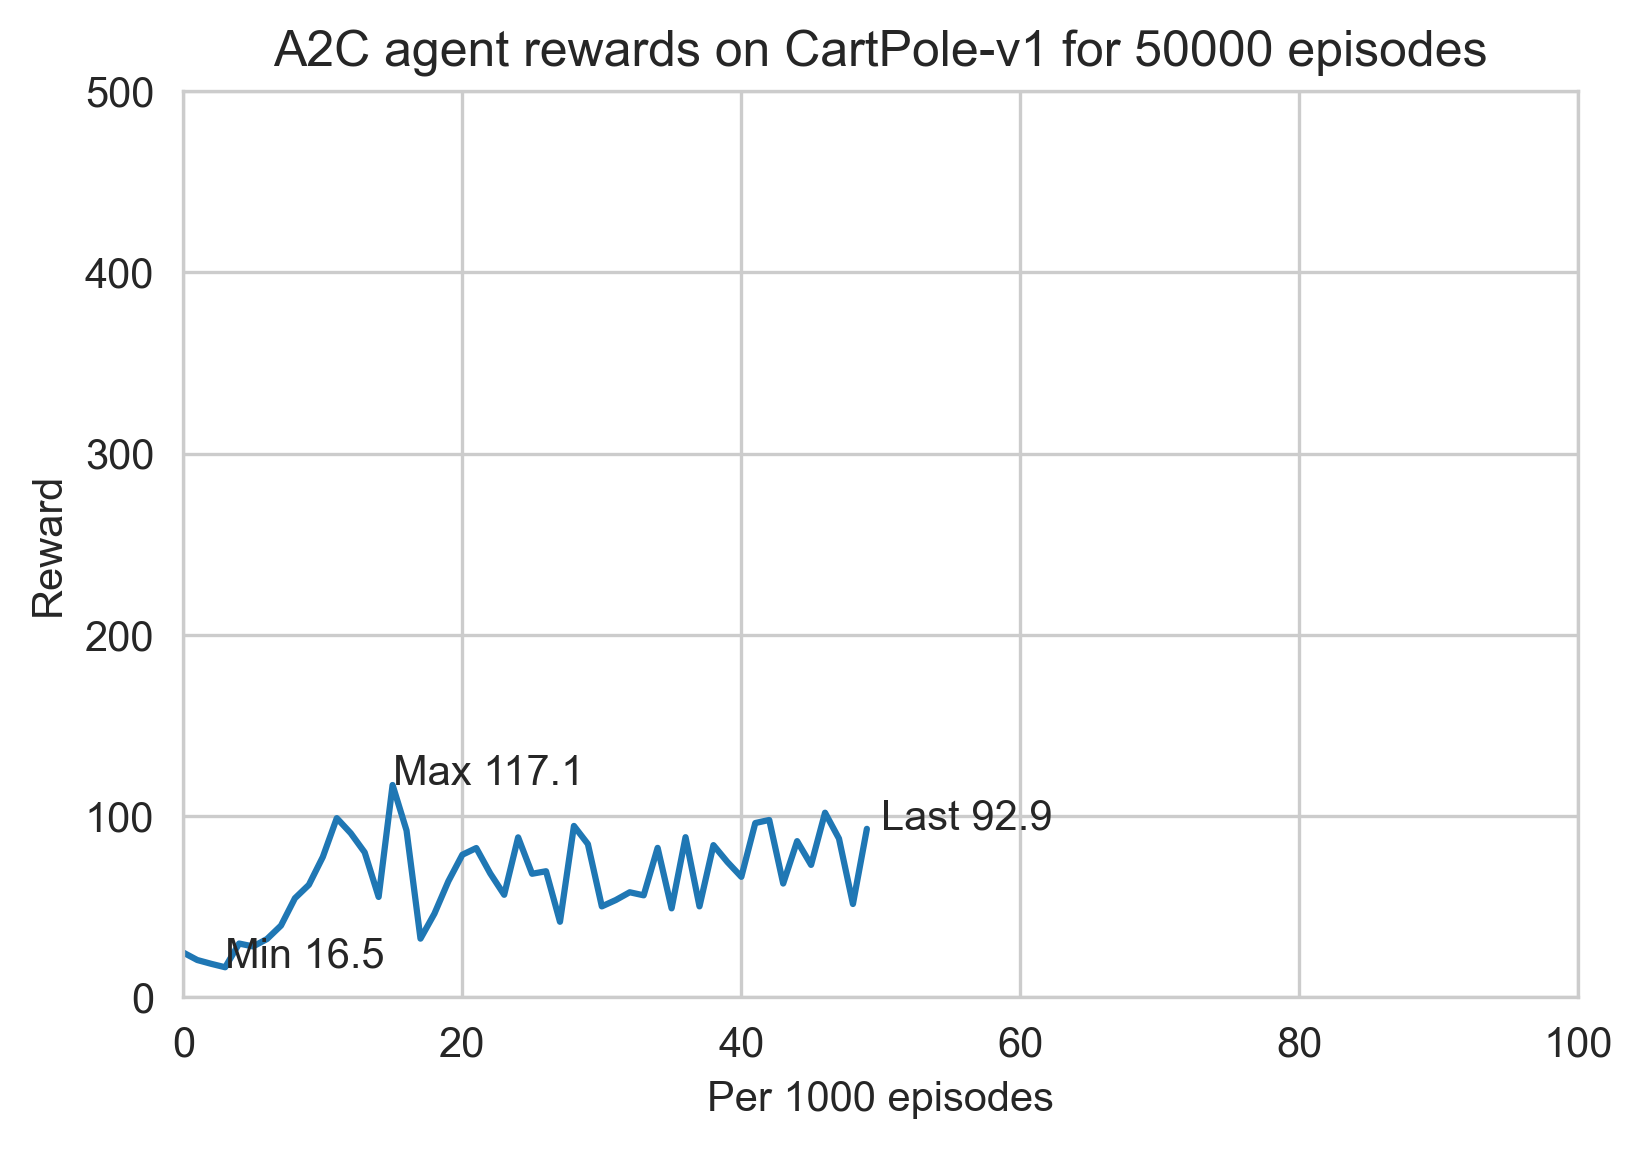 A2C agent rewards on CartPole-v1 for 50000 episodes
500
400
300
200
100
0
Reward
Max 117.1
Last 92.9
Min 16.5
0 20 40 60 80 100
Per 1000 episodes